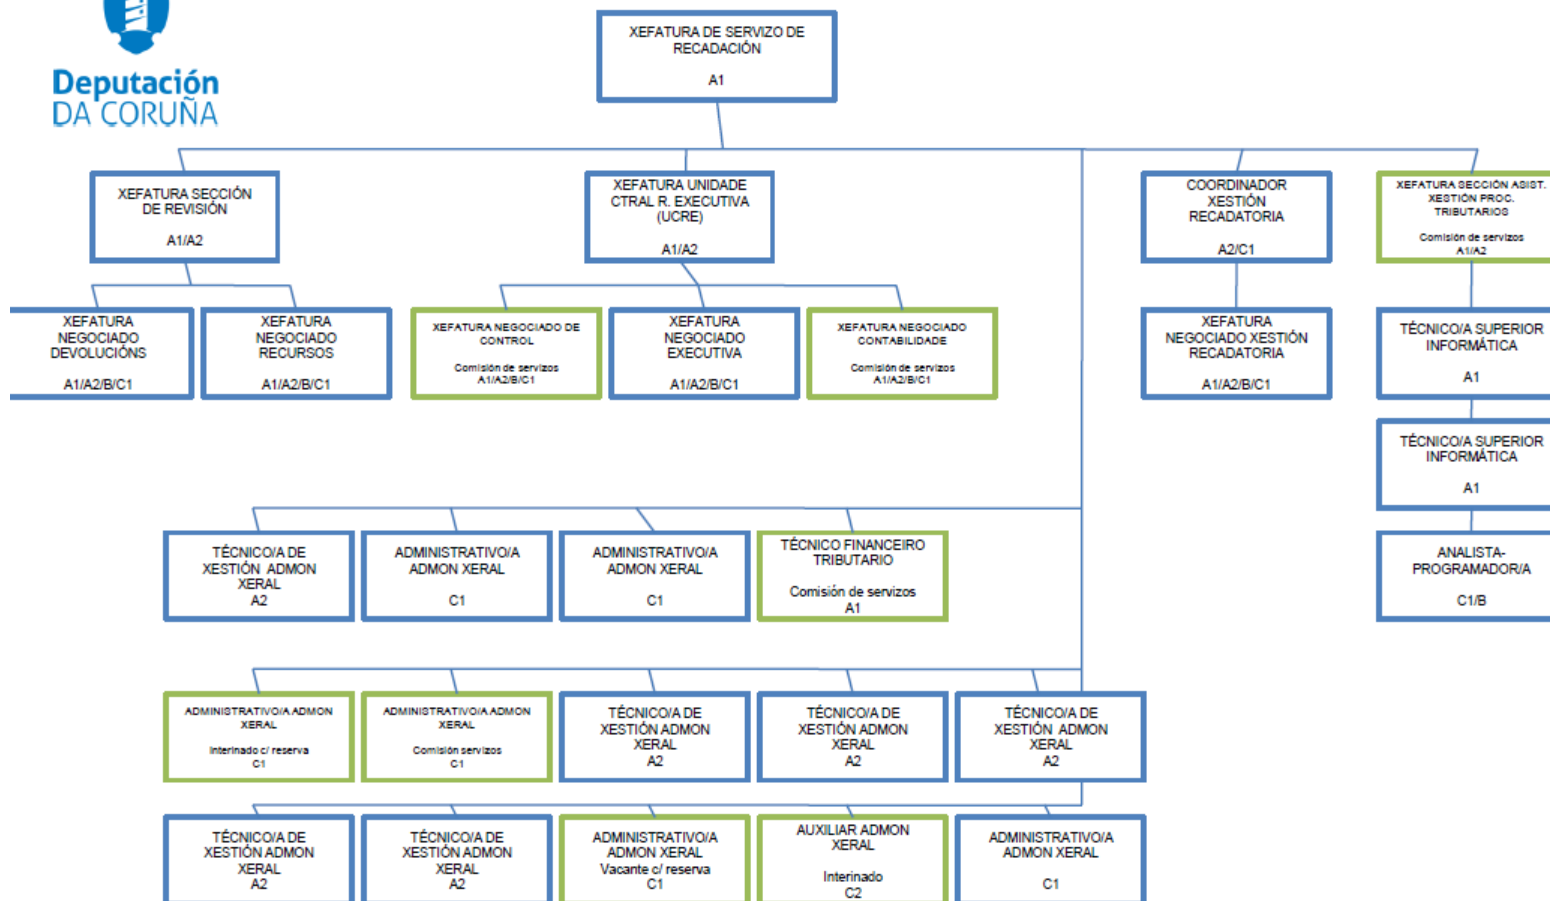 XEFATURA DE SERVIZO DE
RECADACIÓN
A1
Deputación
DA CORUÑA
XEFATURA SECCIÓN
DE REVISIÓN
A1/A2
XEFATURA UNIDADE
CTRAL R. EXECUTIVA
(UCRE)
A1/A2
COORDINADOR
XESTIÓN
RECADATORIA
A2/C1
XEFATURA SECCIÓN ASIST.
XESTIÓN PROC.
TRIBUTARIOS
Comisión de servizos
A1/A2
XEFATURA
NEGOCIADO
DEVOLUCIÓNS
A1/A2/B/C1
XEFATURA
NEGOCIADO
RECURSOS
A1/A2/B/C1
XEFATURA NEGOCIADO DE
CONTROL
Comisión de servizos
A1/A2/B/C1
XEFATURA
NEGOCIADO
EXECUTIVA
A1/A2/B/C1
XEFATURA NEGOCIADO
CONTABILIDADE
Comisión de servizos
A1/A2/B/C1
XEFATURA
NEGOCIADO XESTIÓN
RECADATORIA
A1/A2/B/C1
TÉCNICO/A SUPERIOR
INFORMÁTICA
A1
TÉCNICO/A SUPERIOR
INFORMÁTICA
A1
TÉCNICO/A DE
XESTIÓN ADMON
XERAL
A2
ADMINISTRATIVO/A
ADMON XERAL
C1
ADMINISTRATIVO/A
ADMON XERAL
C1
TÉCNICO FINANCEIRO
TRIBUTARIO
Comisión de servizos
A1
ANALISTA-
PROGRAMADOR/A
C1/B
ADMINISTRATIVO/A ADMON
XERAL
Interinado c/ reserva
C1
ADMINISTRATIVO/A ADMON
XERAL
Comisión servizos
C1
TÉCNICO/A DE
XESTIÓN ADMON
XERAL
A2
TÉCNICO/A DE
XESTIÓN ADMON
XERAL
A2
TÉCNICO/A DE
XESTIÓN ADMON
XERAL
A2
TÉCNICO/A DE
XESTIÓN ADMON
XERAL
A2
TÉCNICO/A DE
XESTIÓN ADMON
XERAL
A2
ADMINISTRATIVO/A
ADMON XERAL
Vacante c/ reserva
C1
AUXILIAR ADMON
XERAL
Interinado
C2
ADMINISTRATIVO/A
ADMON XERAL
C1